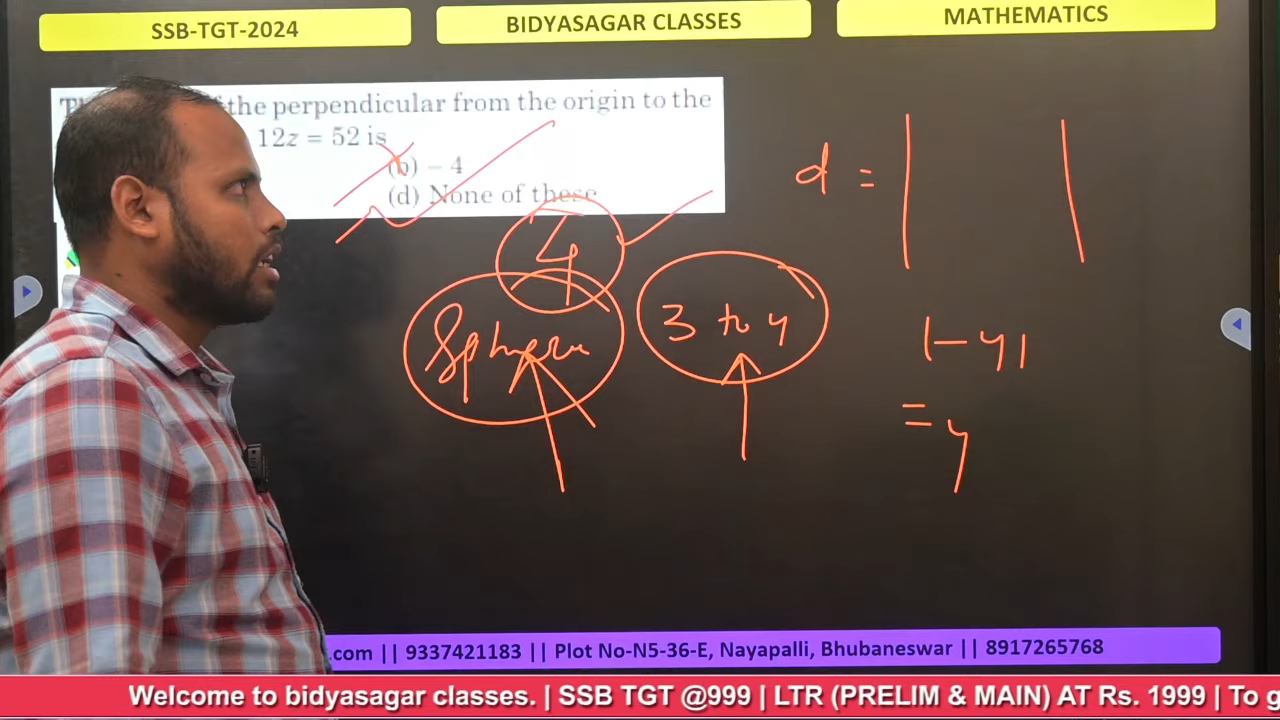 SSB-TGT-2024
BIDYASAGAR CLASSES
MATHEMATICS
the perpendicular from the origin to the
12z = 52 is
(b) – 4
(d) None of these
4
Sphere
3 to 4
d =
|-4|
= 4
.com || 9337421183 || Plot No-N5-36-E, Nayapalli, Bhubaneswar || 8917265768
Welcome to bidyasagar classes. | SSB TGT @999 | LTR (PRELIM & MAIN) AT Rs. 1999 | To g